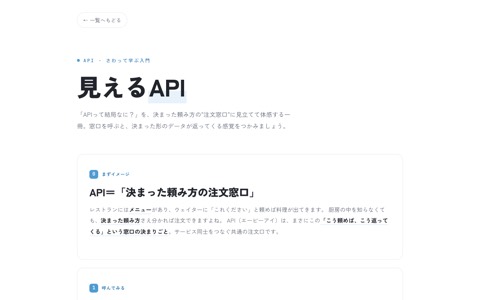 ← 一覧へもどる
API ・ さわって学ぶ入門
見えるAPI
「APIって結局なに？」を、決まった頼み方の"注文窓口"に見立てて体感する一
冊。窓口を呼ぶと、決まった形のデータが返ってくる感覚をつかみましょう。
0 まずイメージ
API＝「決まった頼み方の注文窓口」
レストランにはメニューがあり、ウェイターに「これください」と頼めば料理が出てきます。厨房の中を知らなくて
も、決まった頼み方さえ分かれば注文できますよね。API（エーピーアイ）は、まさにこの「こう頼めば、こう返って
くる」という窓口の決まりごと。サービス同士をつなぐ共通の注文口です。
1 呼んでみる